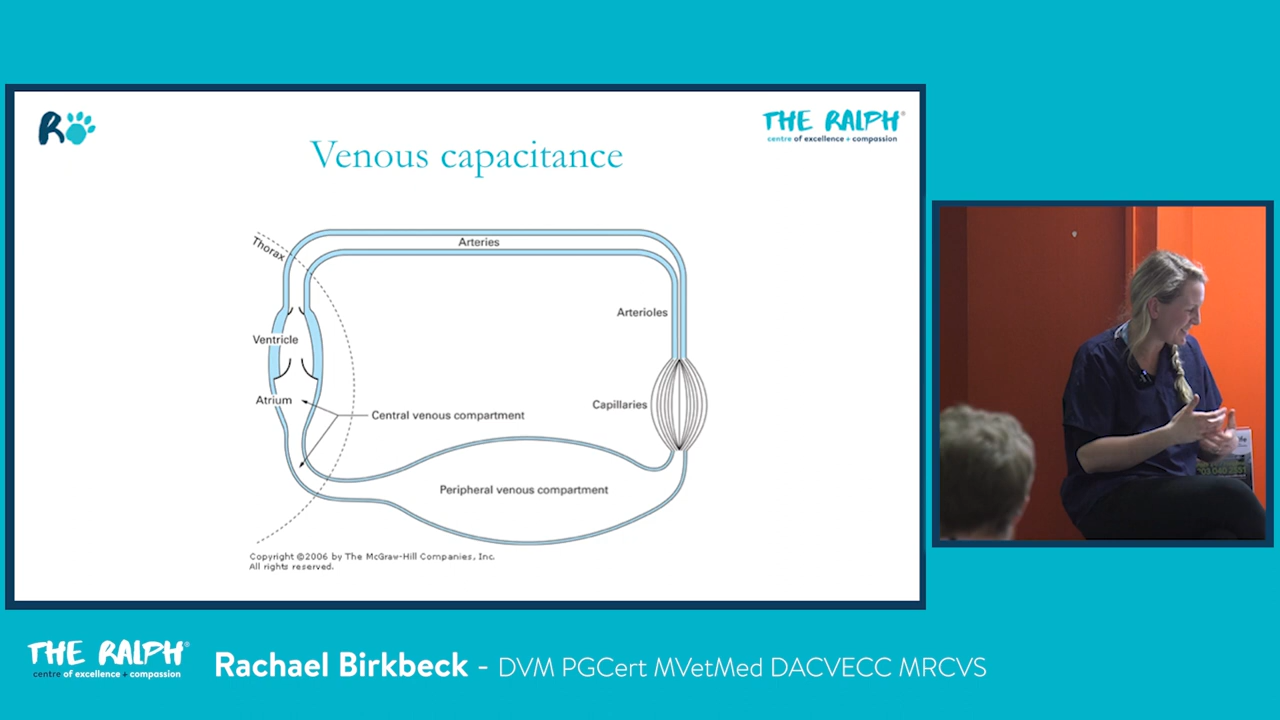 R
THE RALPH®
centre of excellence + compassion
Venous capacitance
Thorax
Arteries
Arterioles
Ventricle
Atrium
Capillaries
Central venous compartment
Peripheral venous compartment
Copyright ©2006 by The McGraw-Hill Companies, Inc.
All rights reserved.
THE RALPH®
centre of excellence + compassion
Rachael Birkbeck - DVM PGCert MVetMed DACVECC MRCVS